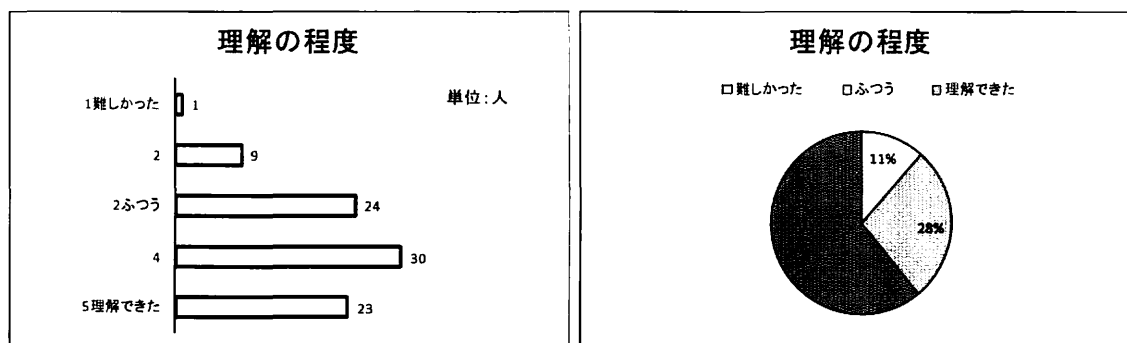 理解の程度
単位:人
1難しかった 1
2 9
2ふつう 24
4 30
5理解できた 23
理解の程度
難しかった ふつう 理解できた
11%
28%